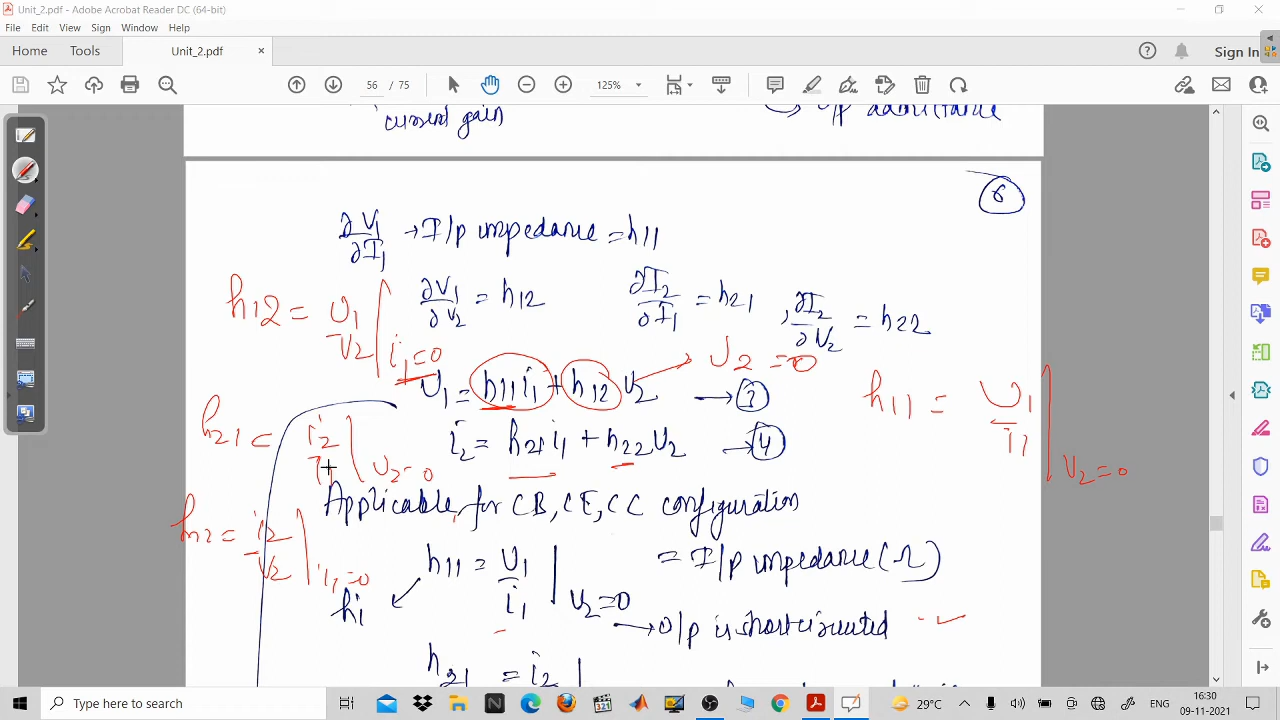 Unit_2.pdf - Adobe Acrobat Reader DC (64-bit)
File Edit View Sign Window Help
Home Tools Unit_2.pdf × Sign In
56 / 75 125%
current gain
O/p admittance
6
∂V1/∂I1 → I/p impedance = h11
h12 = v1/v2 | i1=0
∂V1/∂V2 = h12 ∂I2/∂I1 = h21 , ∂I2/∂V2 = h22
v2 = 0
v1 = h11 i1 + h12 v2 → 3
h11 = v1/i1 | v2=0
h21 = i2/i1 | v2=0
i2 = h21 i1 + h22 v2 → 4
Applicable for CB, CE, CC configuration
h22 = i2/v2 | i1=0
h11 = v1/i1 | v2=0 = I/p impedance (Ω)
hi
→ O/p is shortcircuited
h21 = i2
Type here to search
29°C ENG 16:30
09-11-2021